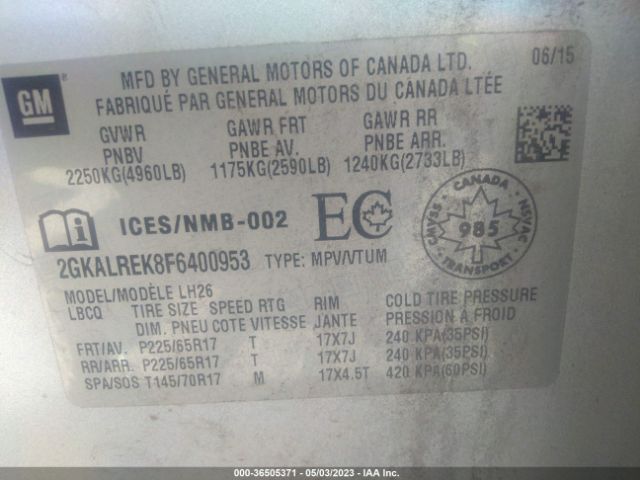 GM ®
MFD BY GENERAL MOTORS OF CANADA LTD. 06/15
FABRIQUÉ PAR GENERAL MOTORS DU CANADA LTÉE
GVWR GAWR FRT GAWR RR
PNBV PNBE AV. PNBE ARR.
2250KG(4960LB) 1175KG(2590LB) 1240KG(2733LB)
ICES/NMB-002 EC
CANADA
CMVSS 985 NSVAC
TRANSPORT
2GKALREK8F6400953 TYPE: MPV/VTUM
MODEL/MODÈLE LH26
LBCQ TIRE SIZE SPEED RTG RIM COLD TIRE PRESSURE
DIM. PNEU COTE VITESSE JANTE PRESSION À FROID
FRT/AV. P225/65R17 T 17X7J 240 KPA(35PSI)
RR/ARR. P225/65R17 T 17X7J 240 KPA(35PSI)
SPA/SOS T145/70R17 M 17X4.5T 420 KPA(60PSI)
000-36505371 - 05/03/2023 - IAA Inc.